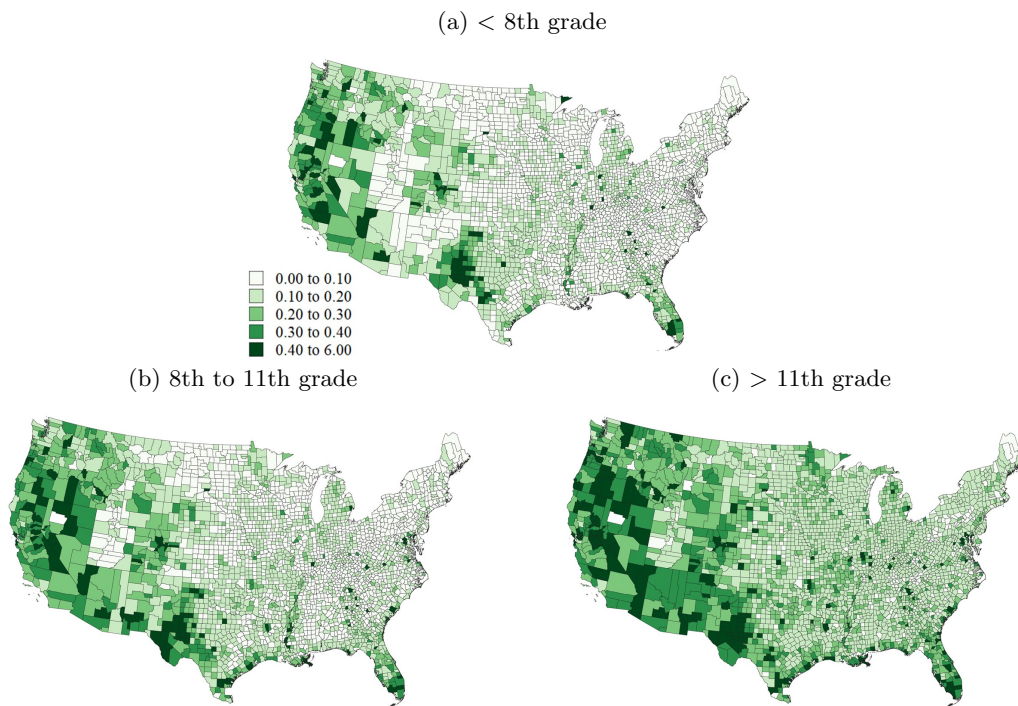 (a) < 8th grade
0.00 to 0.10
0.10 to 0.20
0.20 to 0.30
0.30 to 0.40
0.40 to 6.00
(b) 8th to 11th grade
(c) > 11th grade